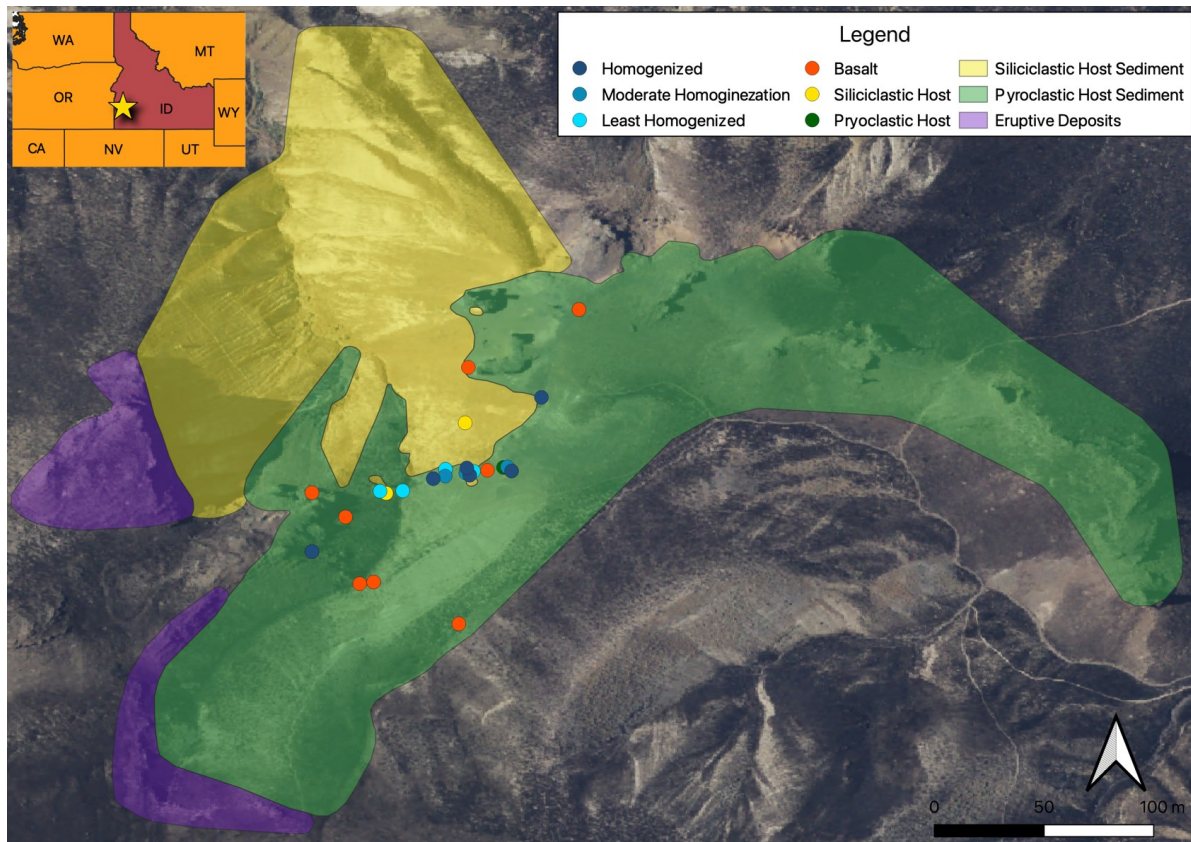 WA
MT
OR
ID
WY
CA
NV
UT
Legend
Homogenized
Basalt
Siliciclastic Host Sediment
Moderate Homoginezation
Siliciclastic Host
Pyroclastic Host Sediment
Least Homogenized
Pryoclastic Host
Eruptive Deposits
0
50
100 m